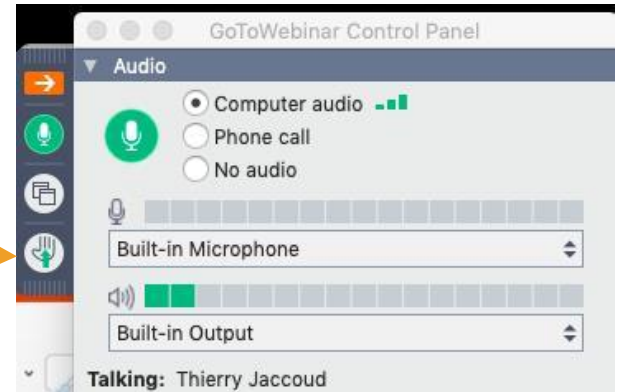 GoToWebinar Control Panel
Audio
Computer audio
Phone call
No audio
Built-in Microphone
Built-in Output
Talking: Thierry Jaccoud